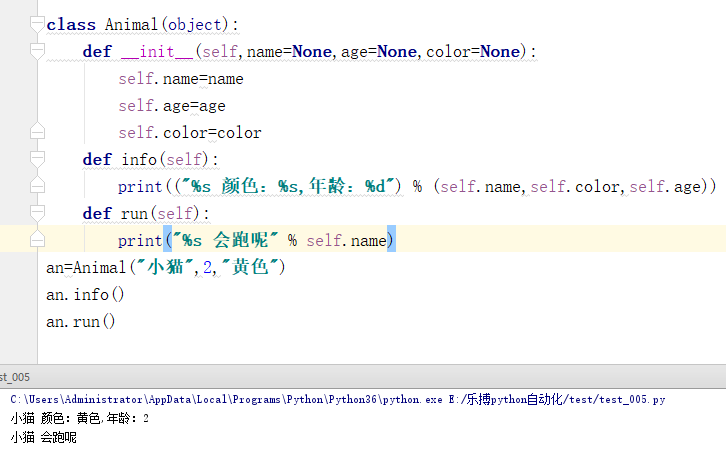 class Animal(object):
def __init__(self,name=None,age=None,color=None):
self.name=name
self.age=age
self.color=color
def info(self):
print(("%s 颜色：%s,年龄：%d") % (self.name,self.color,self.age))
def run(self):
print("%s 会跑呢" % self.name)
an=Animal("小猫",2,"黄色")
an.info()
an.run()
st_005
C:\Users\Administrator\AppData\Local\Programs\Python\Python36\python.exe E:/乐搏python自动化/test/test_005.py
小猫 颜色：黄色,年龄：2
小猫 会跑呢